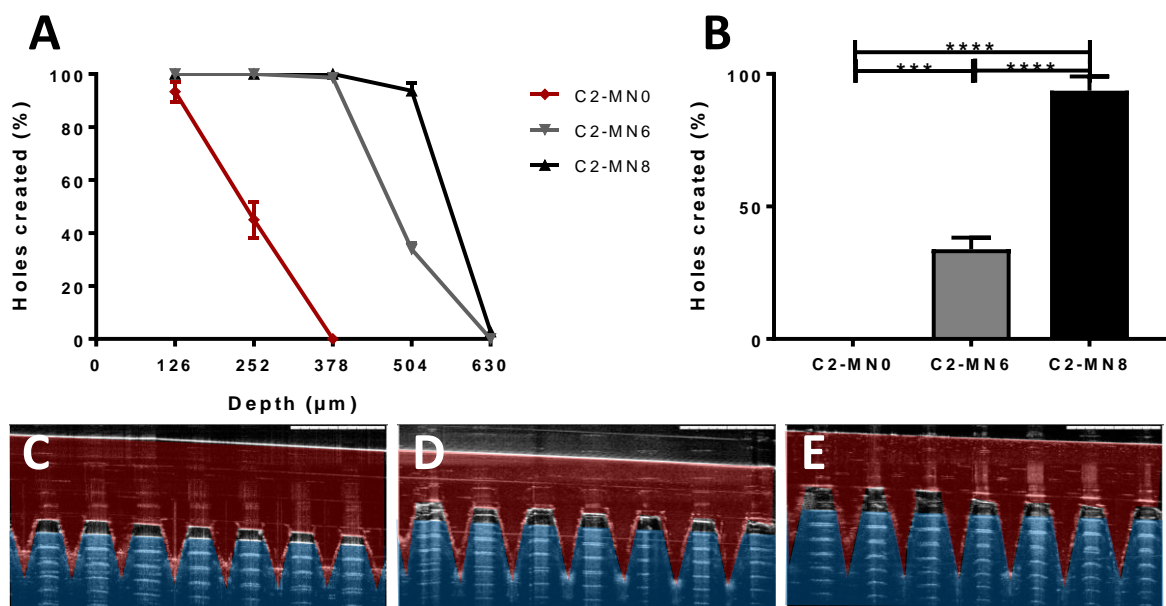 A
Holes created (%)
100
80
60
40
20
0
0 126 252 378 504 630
Depth (µm)
C2-MN0
C2-MN6
C2-MN8
B
**** 
*** ****
Holes created (%)
100
50
0
C2-MN0 C2-MN6 C2-MN8
C D E